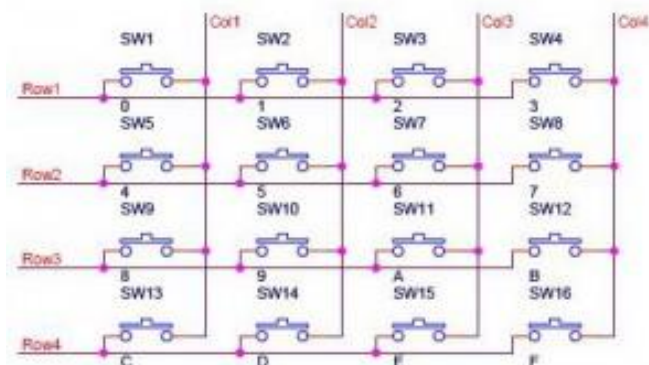 Col1 Col2 Col3 Col4
SW1 SW2 SW3 SW4
Row1
0 1 2 3
SW5 SW6 SW7 SW8
Row2
4 5 6 7
SW9 SW10 SW11 SW12
Row3
8 9 A B
SW13 SW14 SW15 SW16
Row4
C D E F